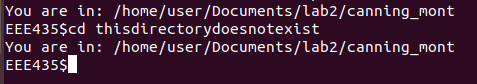 You are in: /home/user/Documents/lab2/canning_mont
EEE435$cd thisdirectorydoesnotexist
You are in: /home/user/Documents/lab2/canning_mont
EEE435$